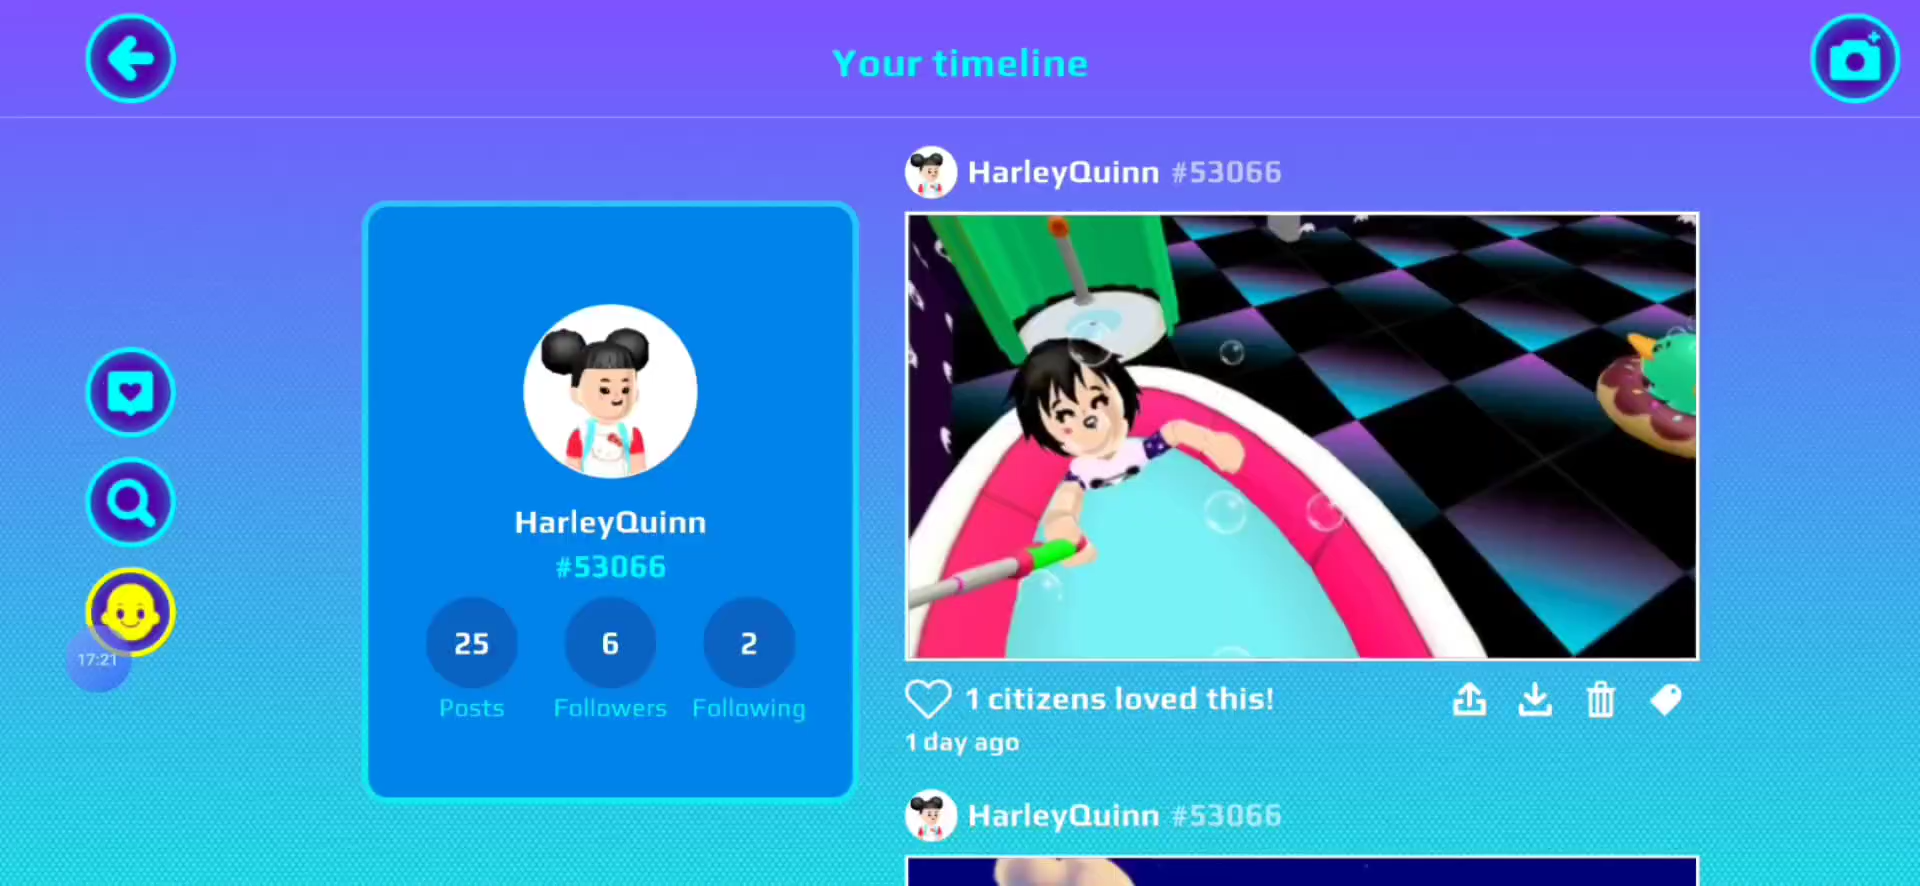 Your timeline
HarleyQuinn #53066
HarleyQuinn
#53066
25
6
2
Posts
Followers
Following
17:21
1 citizens loved this!
1 day ago
HarleyQuinn #53066